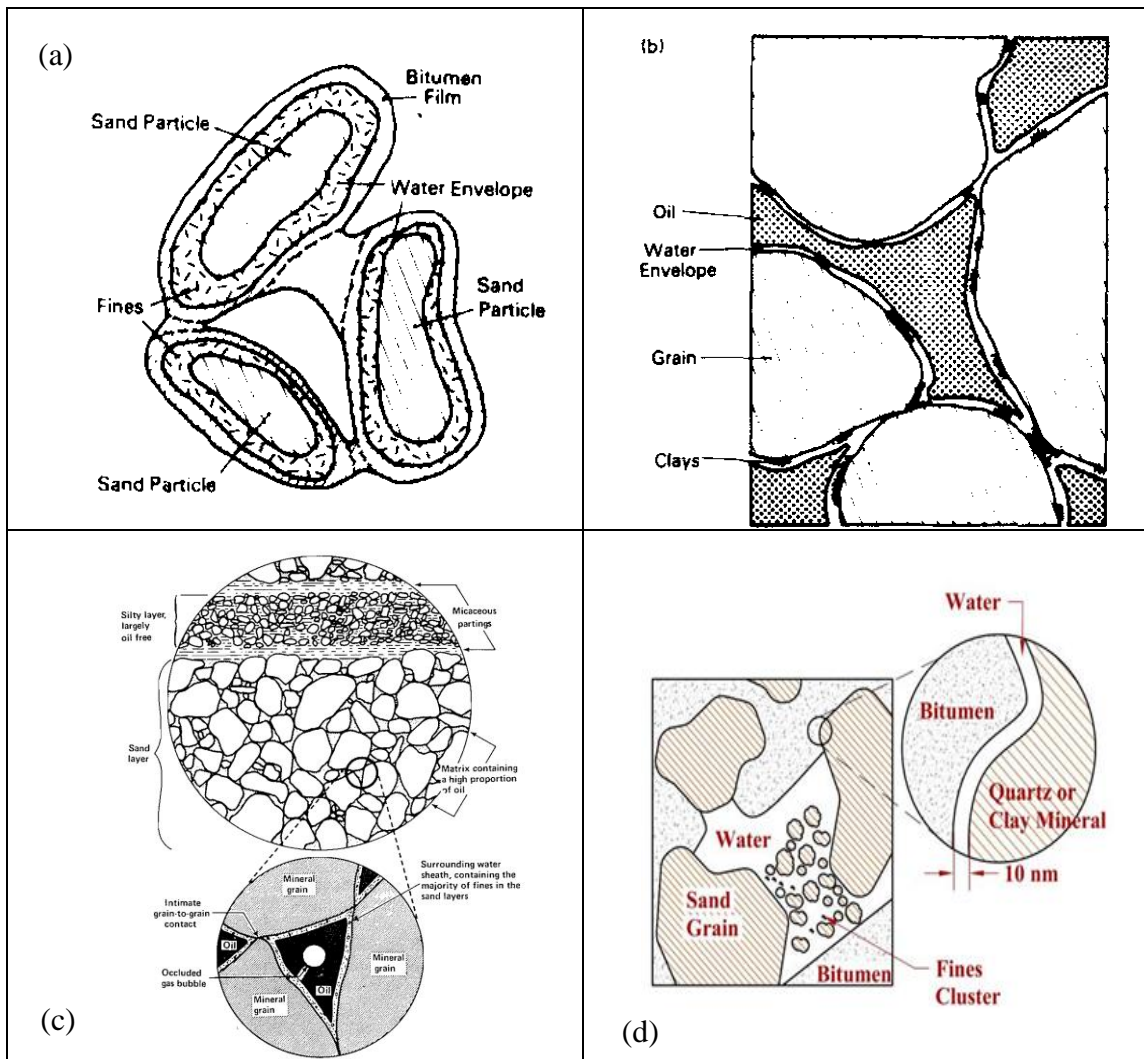 (a)
Bitumen
Film
Sand Particle
Water Envelope
Fines
Sand
Particle
Sand Particle
(b)
Oil
Water
Envelope
Grain
Clays
Silty layer,
largely
oil free
Micaceous
partings
Sand
layer
Matrix containing
a high proportion
of oil
Mineral
grain
Surrounding water
sheath, containing the
majority of fines in the
sand layers
Intimate
grain-to-grain
contact
Oil
Mineral
grain
Occluded
gas bubble
Oil
Mineral
grain
(c)
Water
Bitumen
Quartz or
Clay Mineral
10 nm
Water
Sand
Grain
Bitumen
Fines
Cluster
(d)